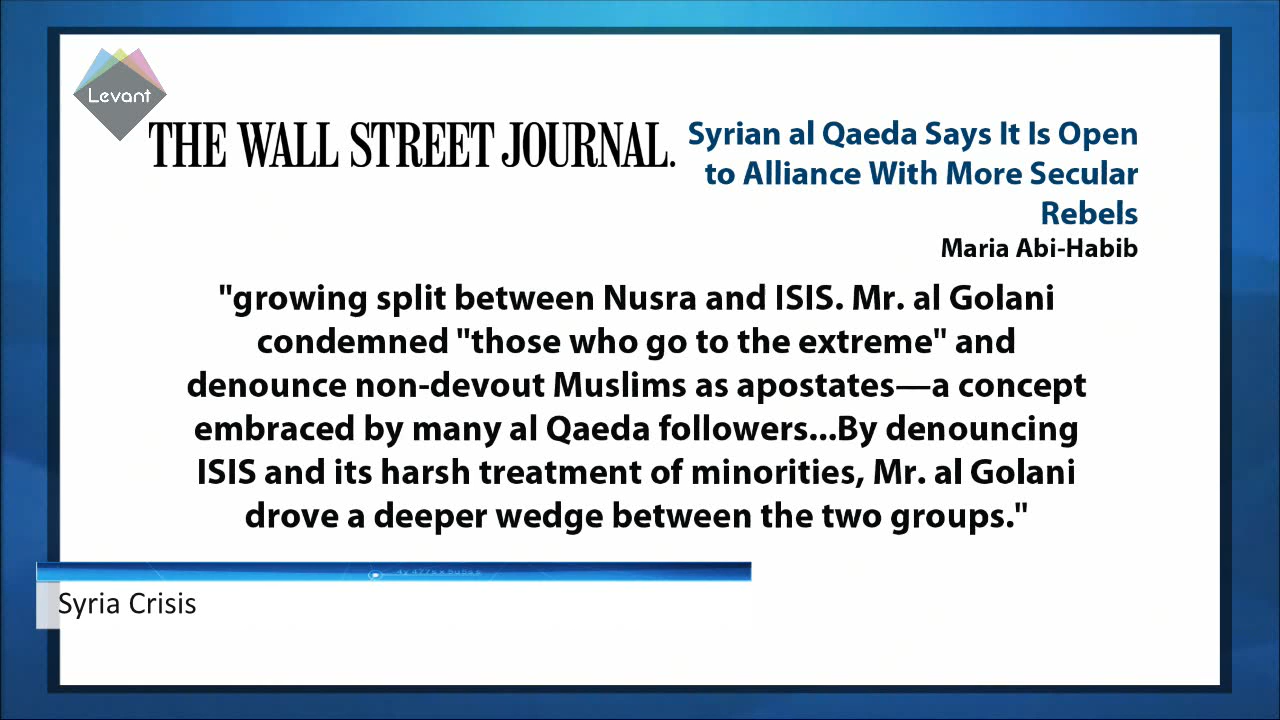 Levant
THE WALL STREET JOURNAL.
Syrian al Qaeda Says It Is Open
to Alliance With More Secular
Rebels
Maria Abi-Habib
"growing split between Nusra and ISIS. Mr. al Golani
condemned "those who go to the extreme" and
denounce non-devout Muslims as apostates—a concept
embraced by many al Qaeda followers...By denouncing
ISIS and its harsh treatment of minorities, Mr. al Golani
drove a deeper wedge between the two groups."
Syria Crisis